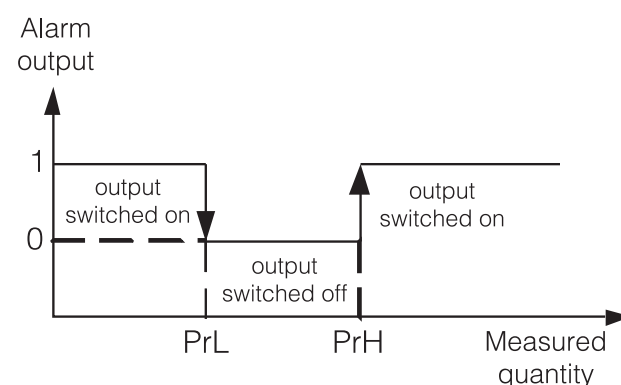 Alarm
output
1
output
switched on
output
switched on
0
output
switched off
PrL
PrH
Measured
quantity